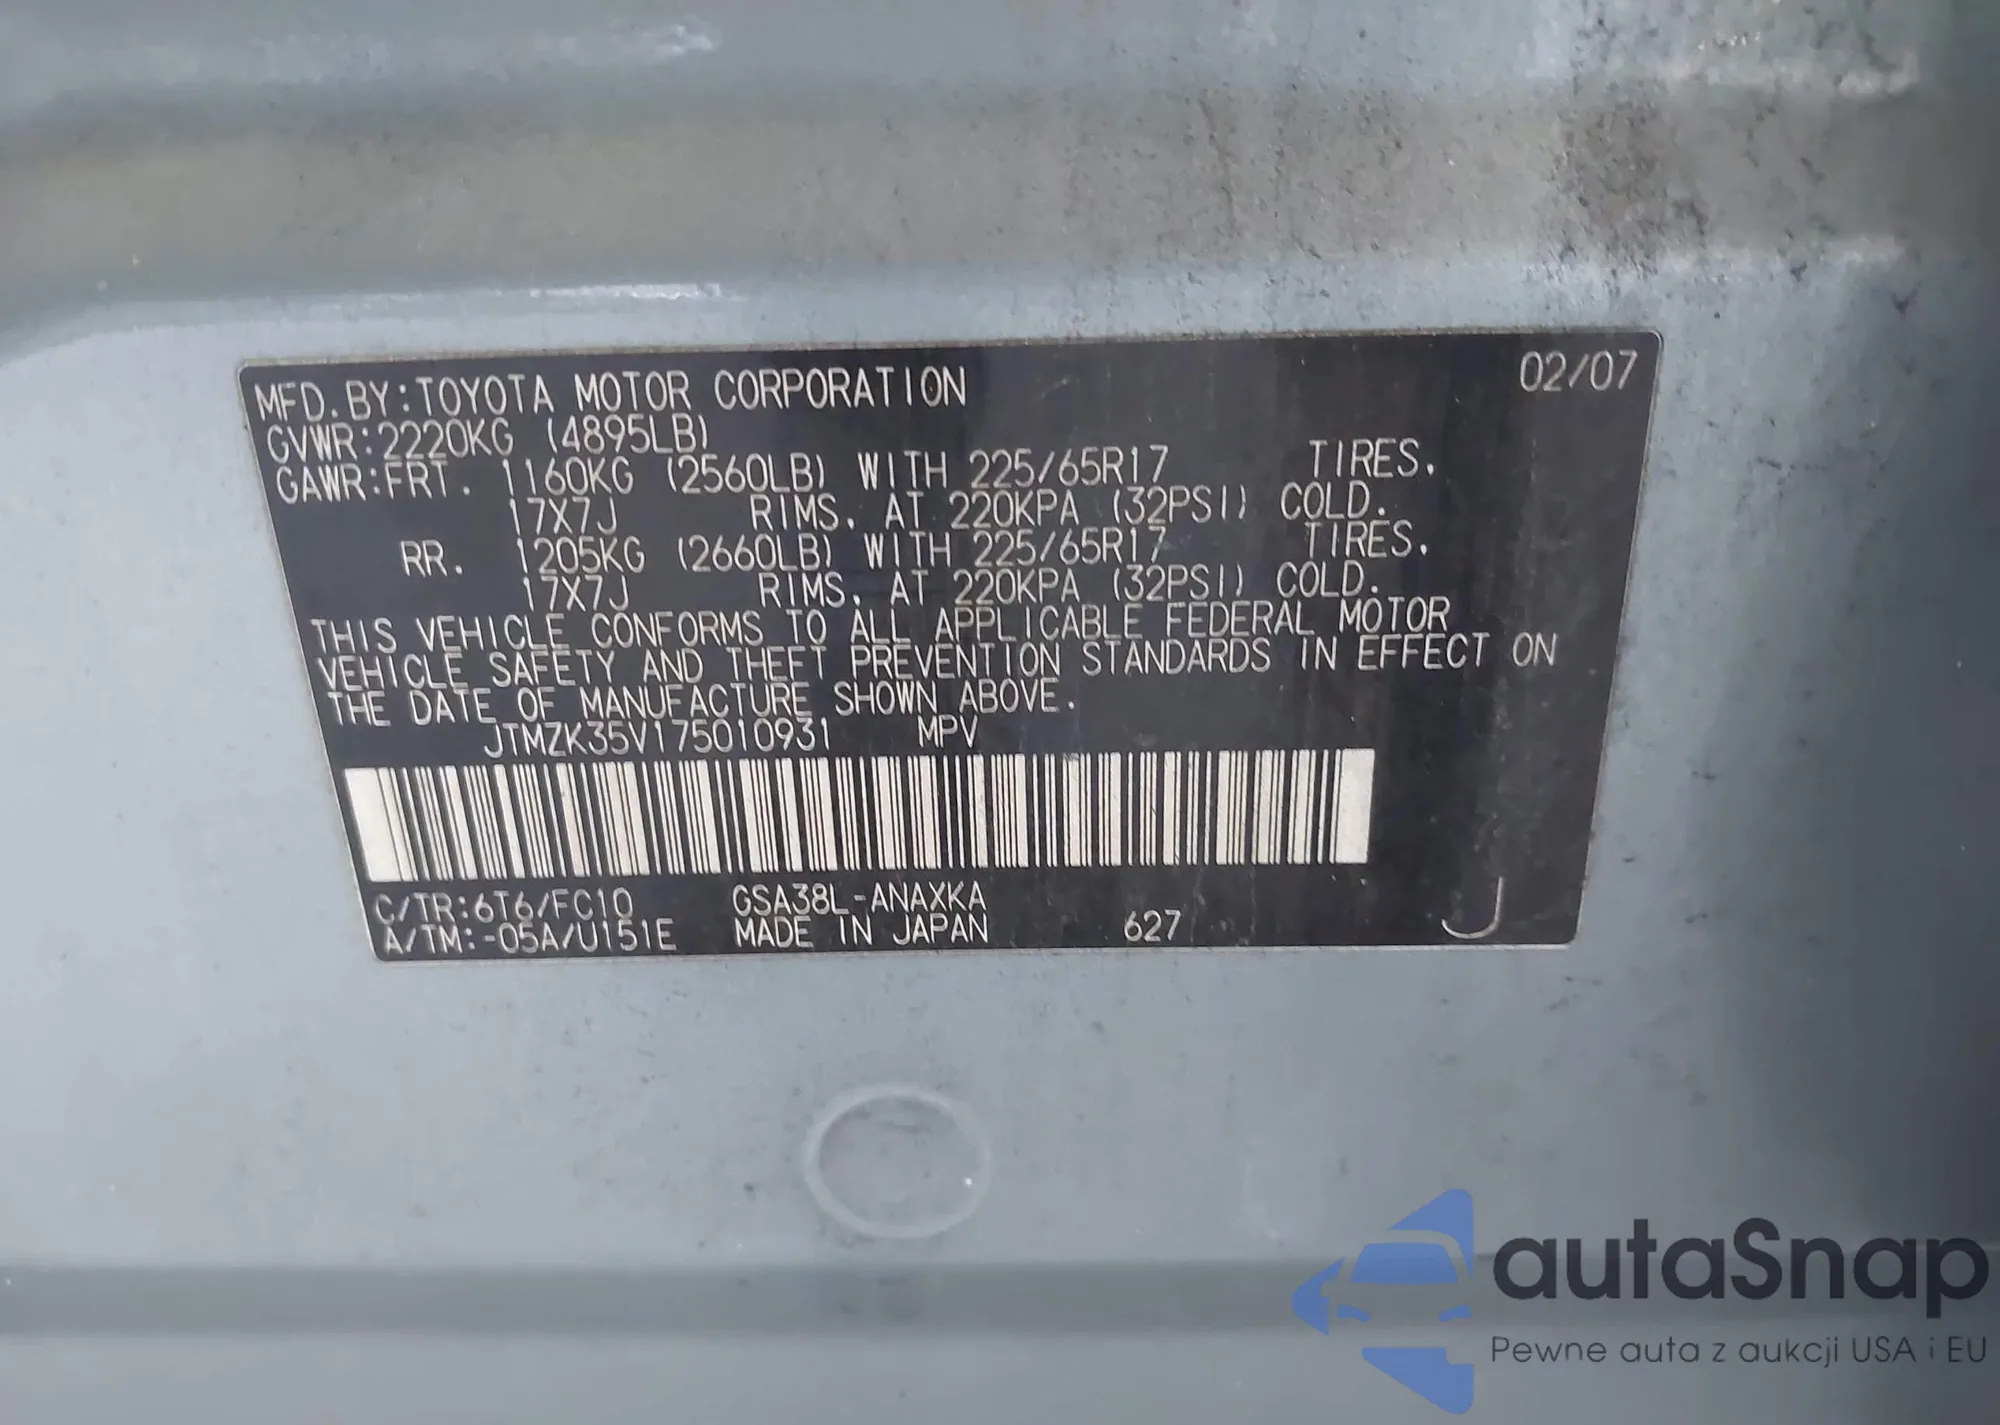 MFD. BY: TOYOTA MOTOR CORPORATION 02/07
GVWR: 2220KG (4895LB)
GAWR: FRT. 1160KG (2560LB) WITH 225/65R17 TIRES.
17X7J RIMS. AT 220KPA (32PSI) COLD.
RR. 1205KG (2660LB) WITH 225/65R17 TIRES.
17X7J RIMS. AT 220KPA (32PSI) COLD.
THIS VEHICLE CONFORMS TO ALL APPLICABLE FEDERAL MOTOR
VEHICLE SAFETY AND THEFT PREVENTION STANDARDS IN EFFECT ON
THE DATE OF MANUFACTURE SHOWN ABOVE.
JTMZK35V175010931 MPV
C/TR: 6T6/FC10 GSA38L-ANAXKA
A/TM: -05A/U151E MADE IN JAPAN 627 J
autaSnap
Pewne auta z aukcji USA i EU